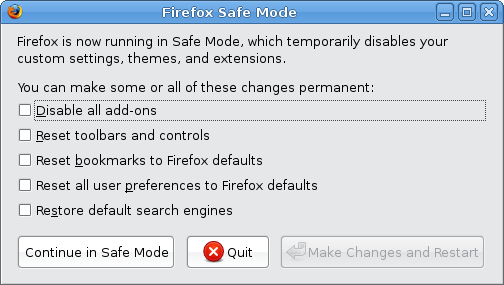 Firefox Safe Mode
Firefox is now running in Safe Mode, which temporarily disables your
custom settings, themes, and extensions.
You can make some or all of these changes permanent:
Disable all add-ons
Reset toolbars and controls
Reset bookmarks to Firefox defaults
Reset all user preferences to Firefox defaults
Restore default search engines
Continue in Safe Mode
Quit
Make Changes and Restart